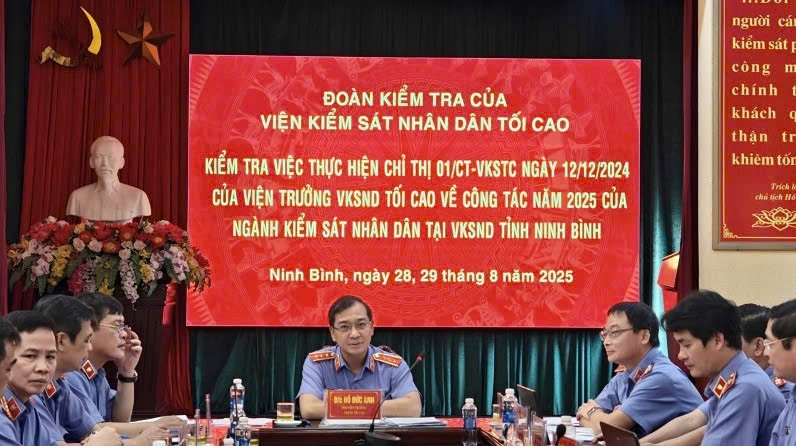 ĐOÀN KIỂM TRA CỦA
VIỆN KIỂM SÁT NHÂN DÂN TỐI CAO
KIỂM TRA VIỆC THỰC HIỆN CHỈ THỊ 01/CT-VKSTC NGÀY 12/12/2024
CỦA VIỆN TRƯỞNG VKSND TỐI CAO VỀ CÔNG TÁC NĂM 2025 CỦA
NGÀNH KIỂM SÁT NHÂN DÂN TẠI VKSND TỈNH NINH BÌNH
Ninh Bình, ngày 28, 29 tháng 8 năm 2025
người cán
kiểm sát p
công m
chính t
khách q
thận tr
khiêm tốn
Trích l
chủ tịch Hồ
Đ/c HỒ ĐỨC ANH